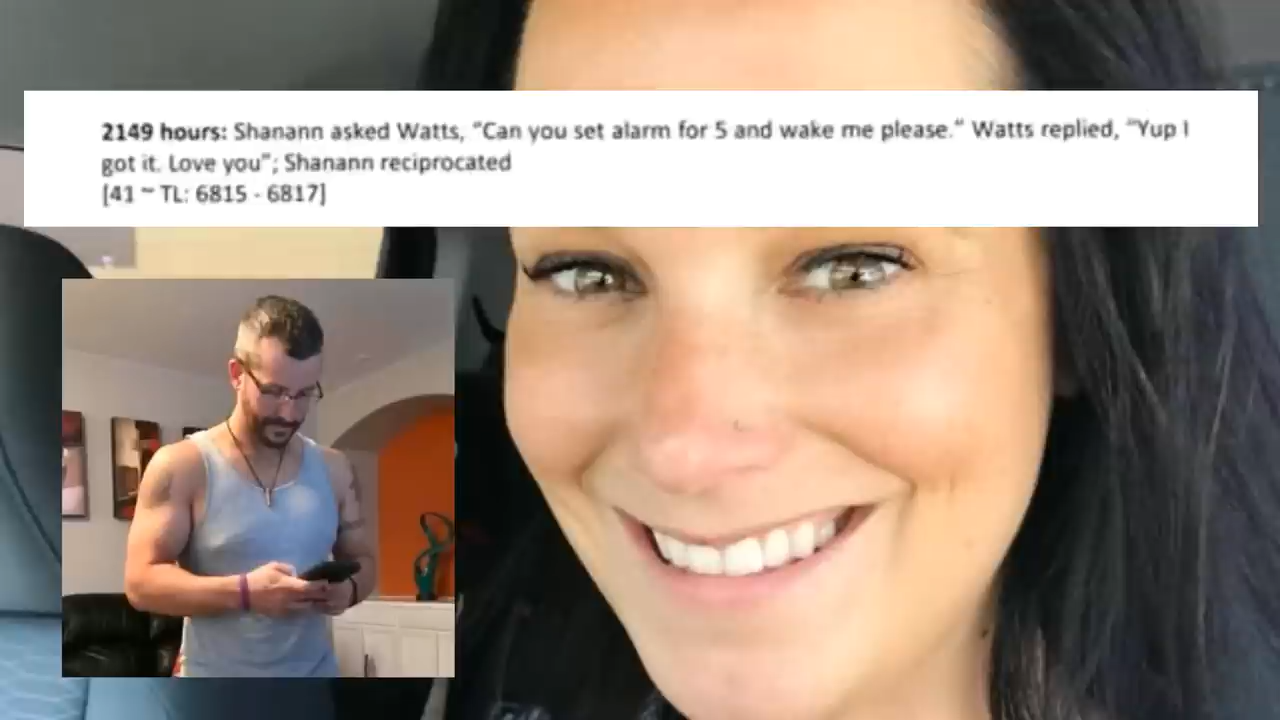 2149 hours: Shanann asked Watts, "Can you set alarm for 5 and wake me please." Watts replied, "Yup I
got it. Love you"; Shanann reciprocated
[41 ~ TL: 6815 - 6817]